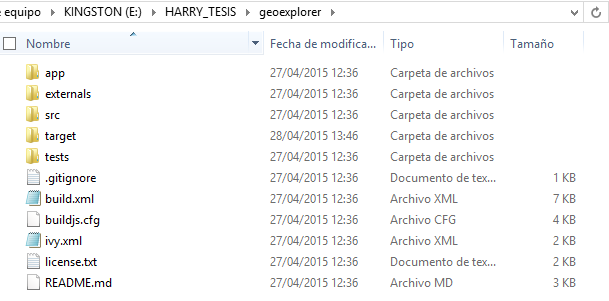 equipo › KINGSTON (E:) › HARRY_TESIS › geoexplorer ›
Nombre Fecha de modifica... Tipo Tamaño
app 27/04/2015 12:36 Carpeta de archivos
externals 27/04/2015 12:36 Carpeta de archivos
src 27/04/2015 12:36 Carpeta de archivos
target 28/04/2015 13:46 Carpeta de archivos
tests 27/04/2015 12:36 Carpeta de archivos
.gitignore 27/04/2015 12:36 Documento de tex... 1 KB
build.xml 27/04/2015 12:36 Archivo XML 7 KB
buildjs.cfg 27/04/2015 12:36 Archivo CFG 4 KB
ivy.xml 27/04/2015 12:36 Archivo XML 2 KB
license.txt 27/04/2015 12:36 Documento de tex... 2 KB
README.md 27/04/2015 12:36 Archivo MD 3 KB